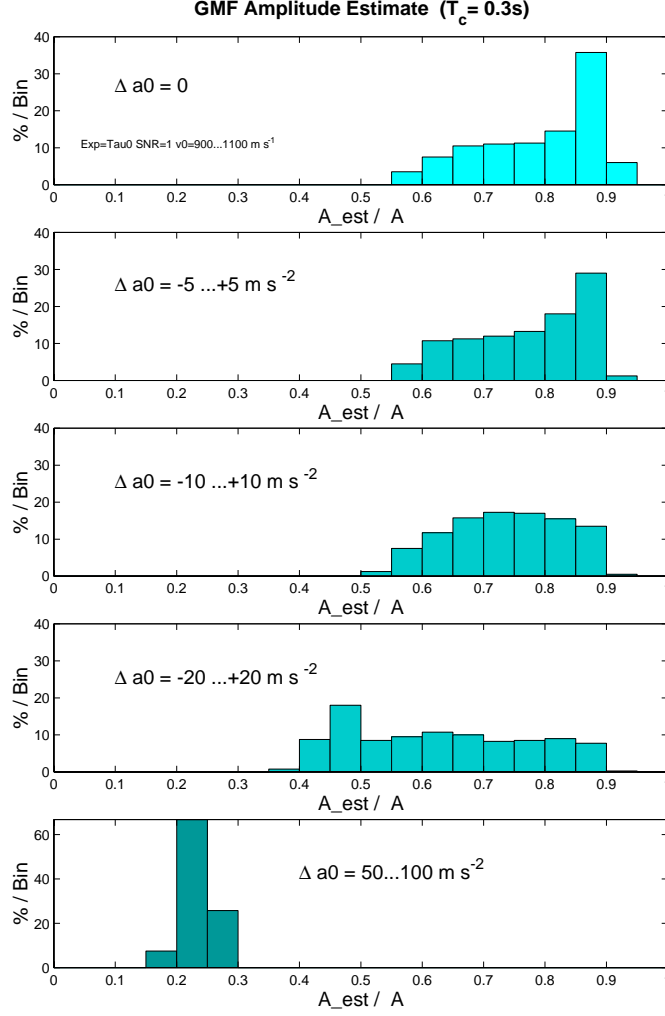 GMF Amplitude Estimate (T_c= 0.3s)
40
30
20
10
0
% / Bin
Δ a0 = 0
Exp=Tau0 SNR=1 v0=900...1100 m s⁻¹
0 0.1 0.2 0.3 0.4 0.5 0.6 0.7 0.8 0.9
A_est / A
40
30
20
10
0
% / Bin
Δ a0 = -5 ...+5 m s⁻²
0 0.1 0.2 0.3 0.4 0.5 0.6 0.7 0.8 0.9
A_est / A
40
30
20
10
0
% / Bin
Δ a0 = -10 ...+10 m s⁻²
0 0.1 0.2 0.3 0.4 0.5 0.6 0.7 0.8 0.9
A_est / A
40
30
20
10
0
% / Bin
Δ a0 = -20 ...+20 m s⁻²
0 0.1 0.2 0.3 0.4 0.5 0.6 0.7 0.8 0.9
A_est / A
60
40
20
0
% / Bin
Δ a0 = 50...100 m s⁻²
0 0.1 0.2 0.3 0.4 0.5 0.6 0.7 0.8 0.9
A_est / A